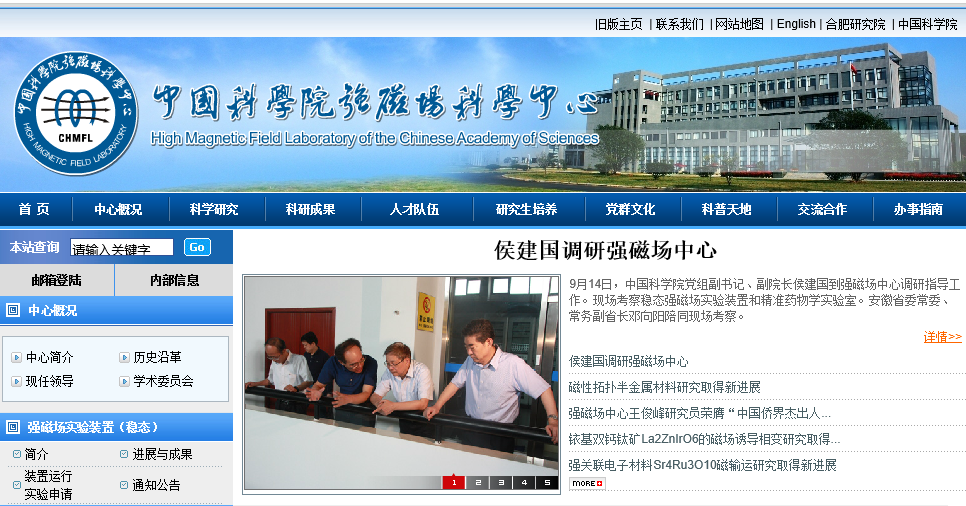 旧版主页 | 联系我们 | 网站地图 | English | 合肥研究院 | 中国科学院
中國科學院強磁場科學中心
High Magnetic Field Laboratory of the Chinese Academy of Sciences
中国科学院強磁場科学中心
CHMFL
HIGH MAGNETIC FIELD LABORATORY
首 页 中心概况 科学研究 科研成果 人才队伍 研究生培养 党群文化 科普天地 交流合作 办事指南
本站查询 请输入关键字 Go
邮箱登陆 内部信息
中心概况
中心简介 历史沿革
现任领导 学术委员会
强磁场实验装置（稳态）
简介 进展与成果
装置运行
实验申请 通知公告
侯建国调研强磁场中心
1 2 3 4 5
9月14日，中国科学院党组副书记、副院长侯建国到强磁场中心调研指导工
作。现场考察稳态强磁场实验装置和精准药物学实验室。安徽省委常委、
常务副省长邓向阳陪同现场考察。
详情>>
侯建国调研强磁场中心
磁性拓扑半金属材料研究取得新进展
强磁场中心王俊峰研究员荣膺“中国侨界杰出人...
铱基双钙钛矿La2ZnIrO6的磁场诱导相变研究取得...
强关联电子材料Sr4Ru3O10磁输运研究取得新进展
MORE